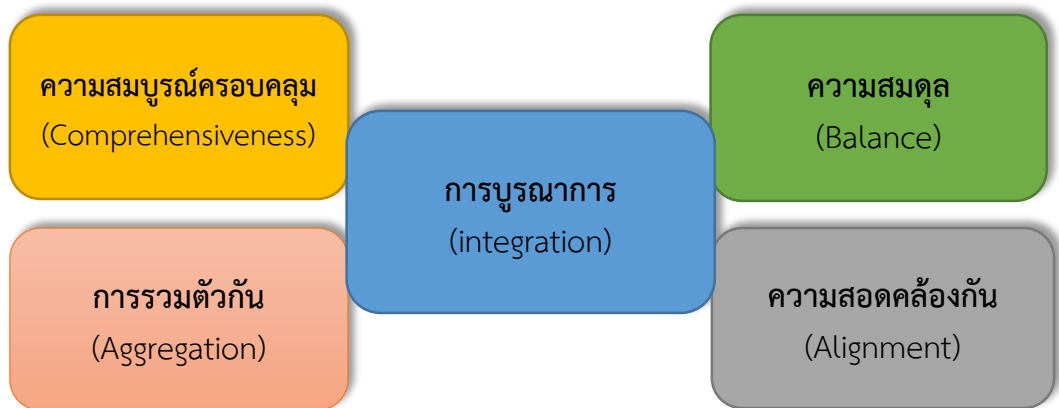 ความสมบูรณ์ครอบคลุม
(Comprehensiveness)
ความสมดุล
(Balance)
การบูรณาการ
(integration)
การรวมตัวกัน
(Aggregation)
ความสอดคล้องกัน
(Alignment)